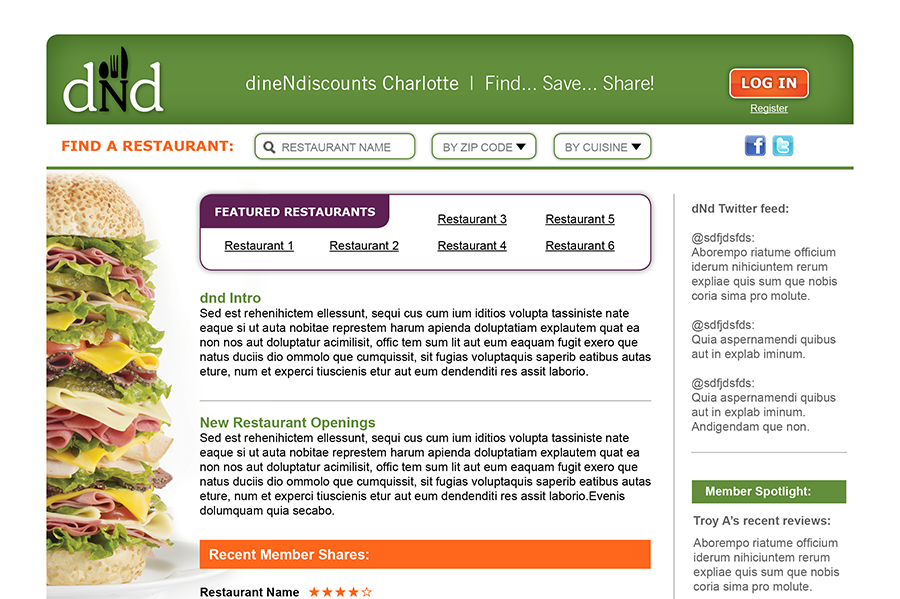 dNd
dineNdiscounts Charlotte | Find... Save... Share!
LOG IN
Register
FIND A RESTAURANT:
RESTAURANT NAME
BY ZIP CODE
BY CUISINE
FEATURED RESTAURANTS
Restaurant 3
Restaurant 5
Restaurant 1
Restaurant 2
Restaurant 4
Restaurant 6
dnd Intro
Sed est rehenihictem ellessunt, sequi cus cum ium iditios volupta tassiniste nate
eaque si ut auta nobitae represtem harum apienda doluptatiam explautem quat ea
non nos aut doluptatur acimilisit, offic tem sum lit aut eum eaquam fugit exero que
natus duciis dio ommolo que cumquissit, sit fugias voluptaquis saperib eatibus autas
eture, num et experci tiuscienis etur aut eum dendenditi res assit laborio.
New Restaurant Openings
Sed est rehenihictem ellessunt, sequi cus cum ium iditios volupta tassiniste nate
eaque si ut auta nobitae represtem harum apienda doluptatiam explautem quat ea
non nos aut doluptatur acimilisit, offic tem sum lit aut eum eaquam fugit exero que
natus duciis dio ommolo que cumquissit, sit fugias voluptaquis saperib eatibus autas
eture, num et experci tiuscienis etur aut eum dendenditi res assit laborio.Evenis
dolumquam quia secabo.
Recent Member Shares:
Restaurant Name ★★★★☆
dNd Twitter feed:
@sdfjdsfds:
Aborempo riatume officium
iderum nihiciuntem rerum
expliae quis sum que nobis
coria sima pro molute.
@sdfjdsfds:
Quia aspernamendi quibus
aut in explab iminum.
@sdfjdsfds:
Quia aspernamendi quibus
aut in explab iminum.
Andigendam que non.
Member Spotlight:
Troy A's recent reviews:
Aborempo riatume officium
iderum nihiciuntem rerum
expliae quis sum que nobis
coria sima pro molute.